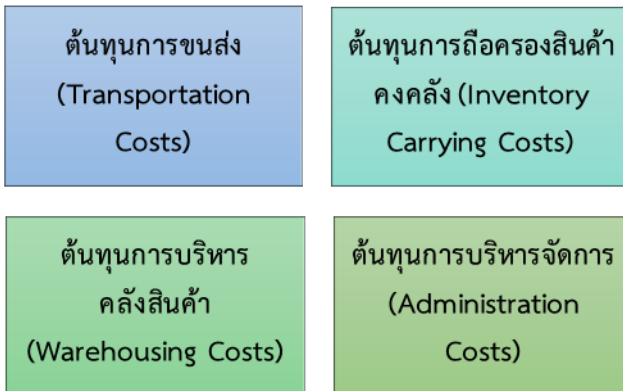 ต้นทุนการขนส่ง
(Transportation
Costs)
ต้นทุนการถือครองสินค้า
คงคลัง (Inventory
Carrying Costs)
ต้นทุนการบริหาร
คลังสินค้า
(Warehousing Costs)
ต้นทุนการบริหารจัดการ
(Administration
Costs)